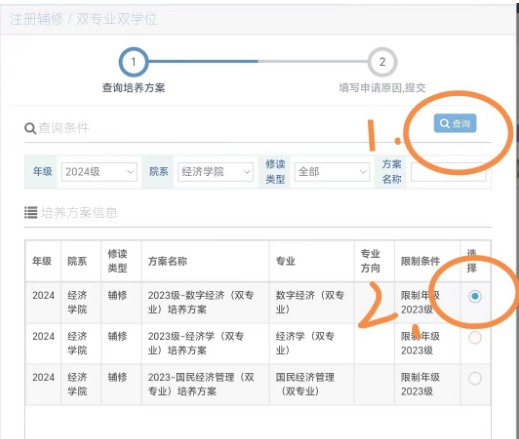 注册辅修 / 双专业双学位
1
2
查询培养方案
填写申请原因,提交
查询条件
1.
查询
年级
2024级
院系
经济学院
修读
类型
全部
方案
名称
培养方案信息
年级
院系
修读
类型
方案名称
专业
专业
方向
限制条件
选
择
2024
经济
学院
辅修
2023级-数字经济（双专
业）培养方案
数字经济（双专
业）
限制年级
2023级
2.
2024
经济
学院
辅修
2023级-经济学（双专
业）培养方案
经济学（双专
业）
限制年级
2023级
2024
经济
学院
辅修
2023-国民经济管理（双
专业）培养方案
国民经济管理
（双专业）
限制年级
2023级